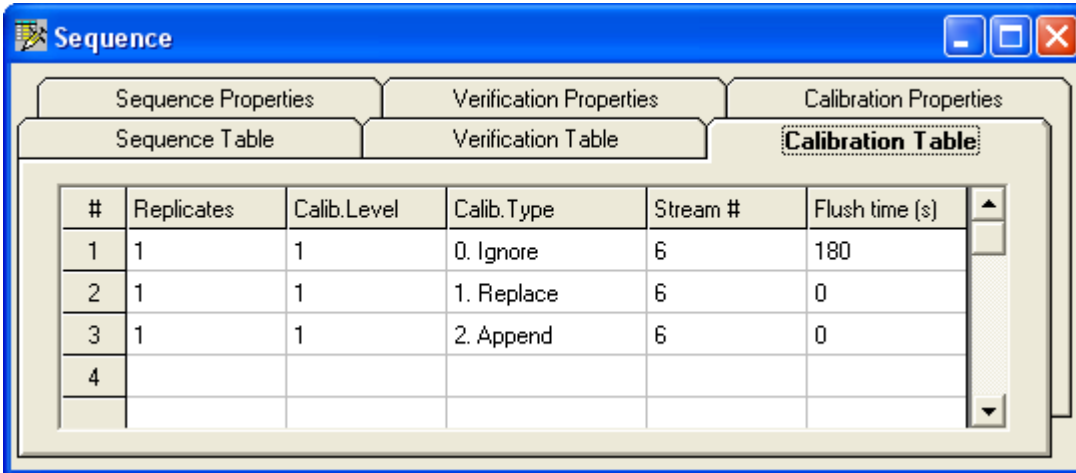 Sequence
Sequence Properties Verification Properties Calibration Properties
Sequence Table Verification Table Calibration Table
# Replicates Calib.Level Calib.Type Stream # Flush time (s)
1 1 1 0. Ignore 6 180
2 1 1 1. Replace 6 0
3 1 1 2. Append 6 0
4